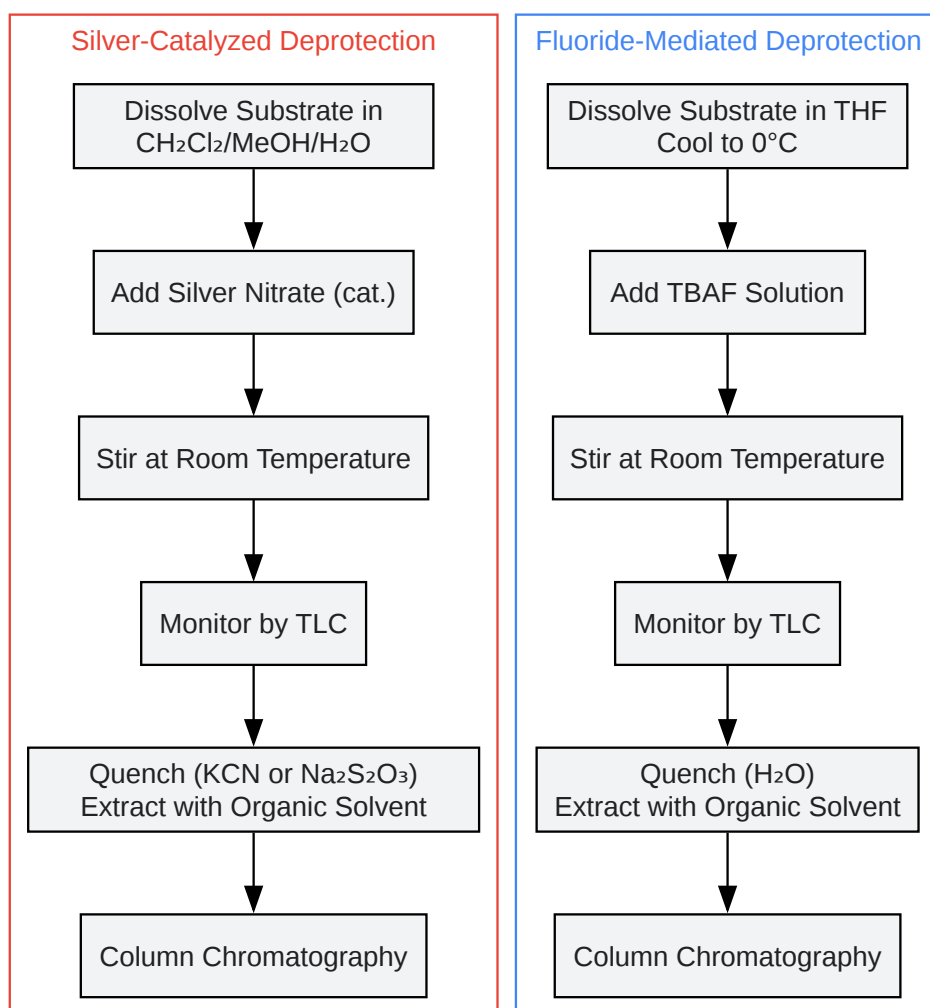 Silver-Catalyzed Deprotection
Dissolve Substrate in
CH₂Cl₂/MeOH/H₂O
Add Silver Nitrate (cat.)
Stir at Room Temperature
Monitor by TLC
Quench (KCN or Na₂S₂O₃)
Extract with Organic Solvent
Column Chromatography
Fluoride-Mediated Deprotection
Dissolve Substrate in THF
Cool to 0°C
Add TBAF Solution
Stir at Room Temperature
Monitor by TLC
Quench (H₂O)
Extract with Organic Solvent
Column Chromatography